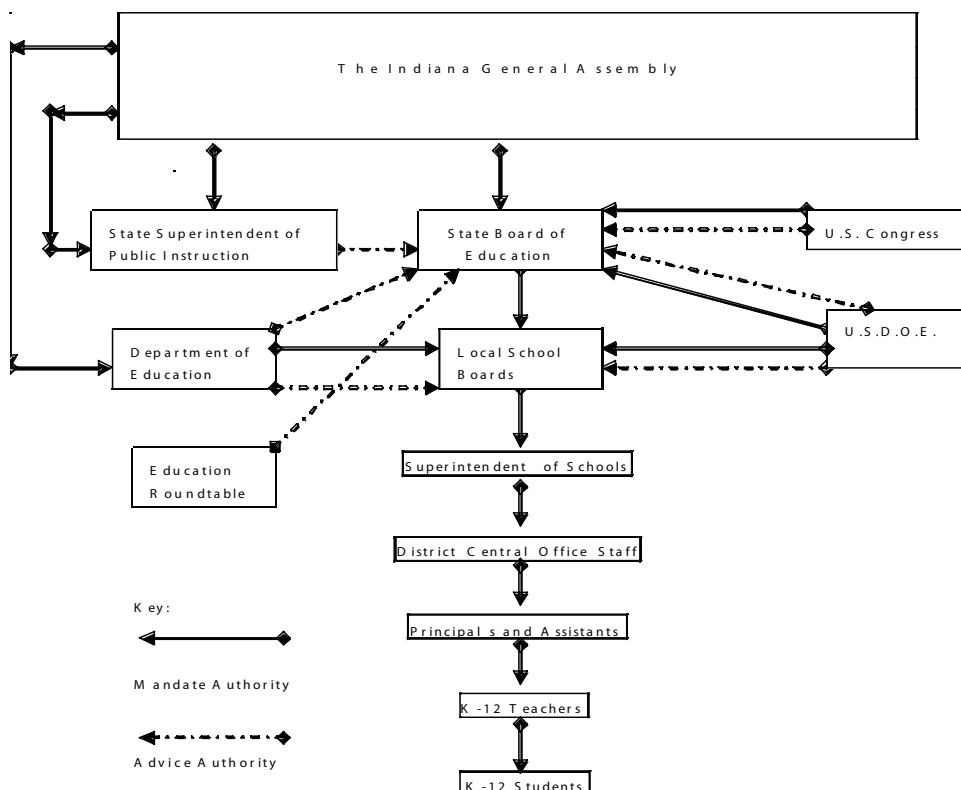 The Indiana General Assembly
State Superintendent of
Public Instruction
State Board of
Education
U.S. Congress
Department of
Education
Local School
Boards
U.S.D.O.E.
Education
Roundtable
Superintendent of Schools
District Central Office Staff
Principals and Assistants
K-12 Teachers
K-12 Students
Key:
Mandate Authority
Advice Authority